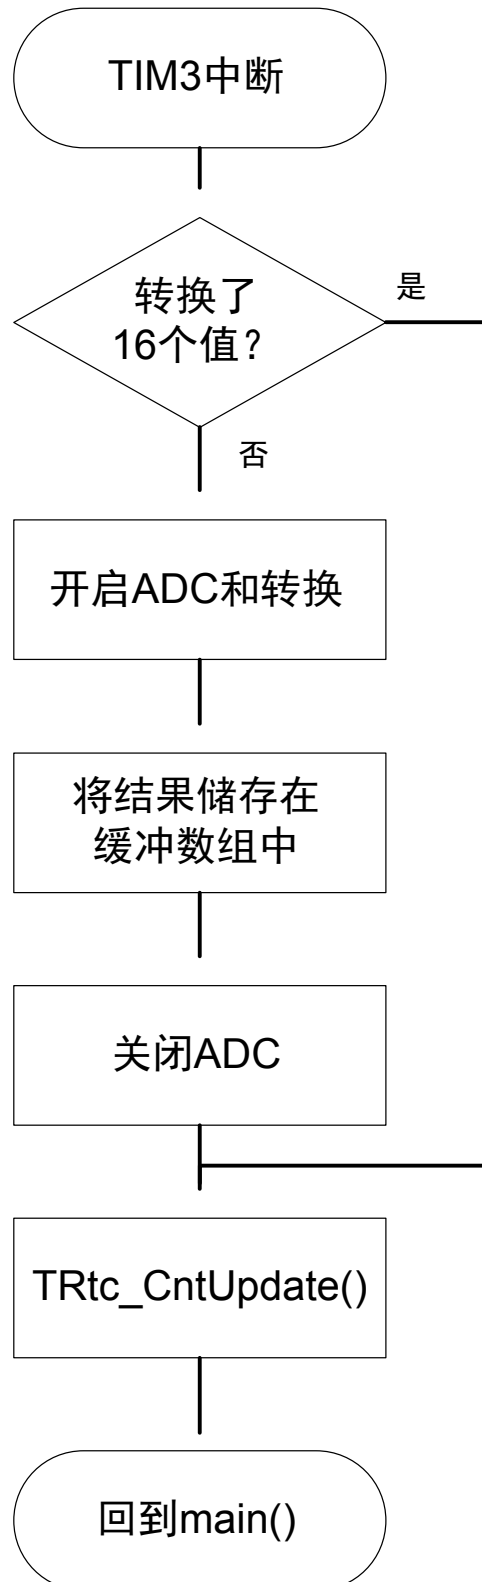 TIM3中断
转换了
16个值？
是
否
开启ADC和转换
将结果储存在
缓冲数组中
关闭ADC
TRtc_CntUpdate()
回到main()